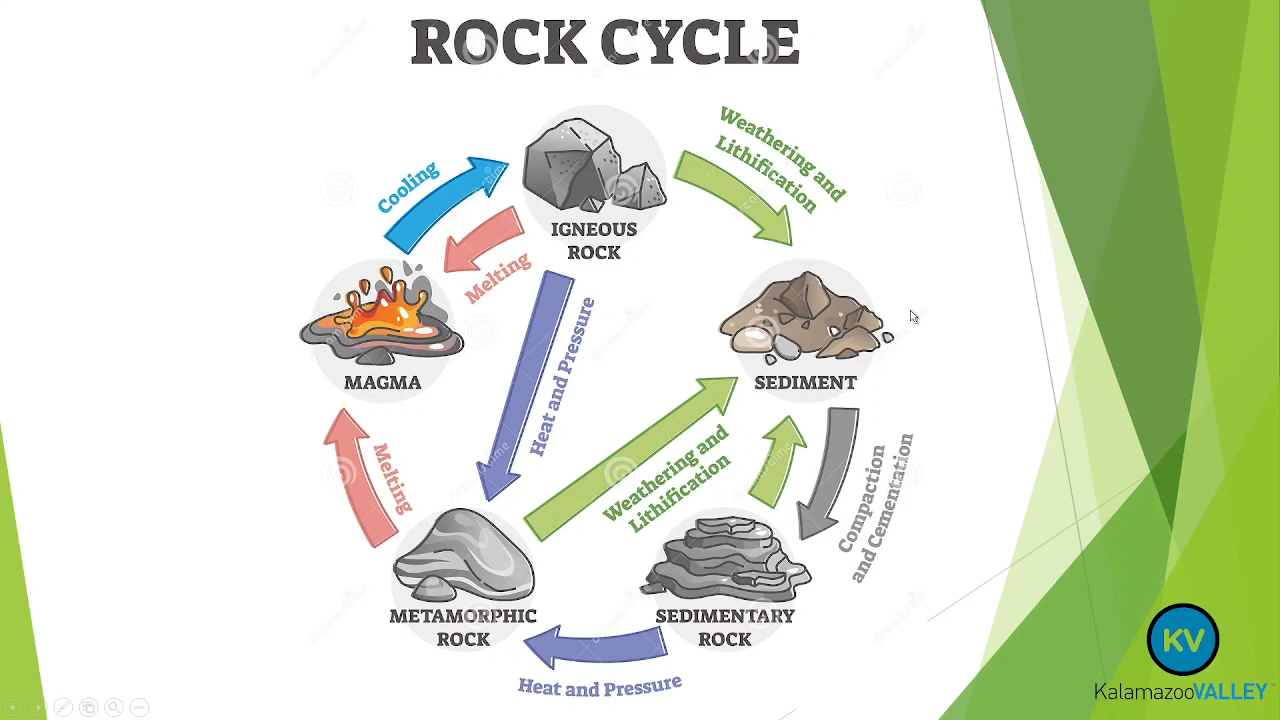 ROCK CYCLE
Weathering and
Lithification
Cooling
IGNEOUS
ROCK
Melting
Heat and Pressure
MAGMA
SEDIMENT
Melting
Weathering and
Lithification
Compaction
and Cementation
METAMORPHIC
ROCK
SEDIMENTARY
ROCK
Heat and Pressure
KV
KalamazooVALLEY